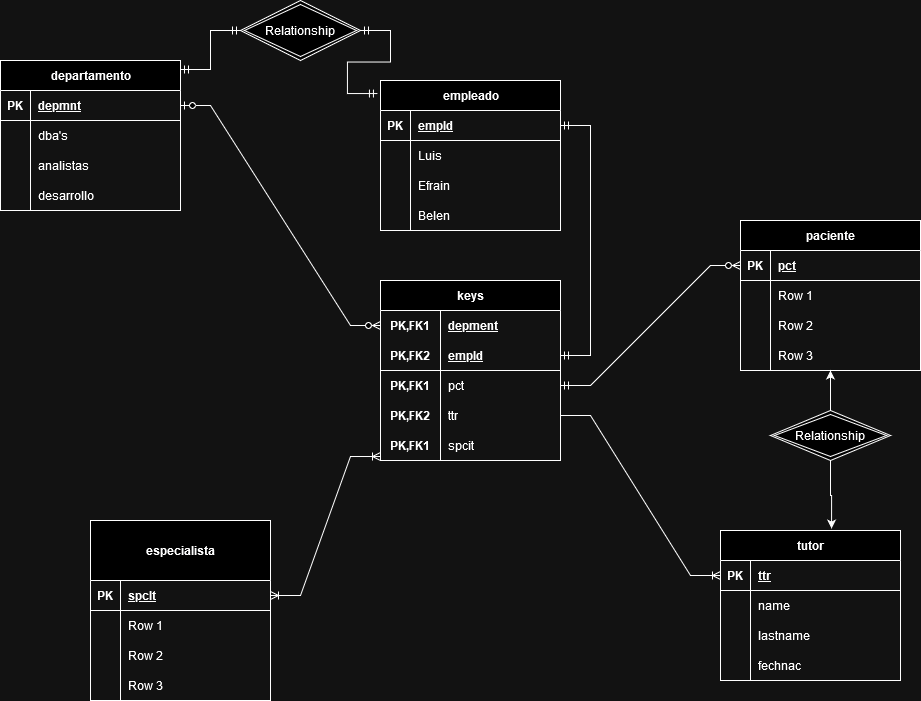 Relationship
departamento
PK depmnt
dba's
analistas
desarrollo
empleado
PK empId
Luis
Efrain
Belen
keys
PK,FK1 depment
PK,FK2 empId
PK,FK1 pct
PK,FK2 ttr
PK,FK1 spcit
paciente
PK pct
Row 1
Row 2
Row 3
Relationship
especialista
PK spclt
Row 1
Row 2
Row 3
tutor
PK ttr
name
lastname
fechnac